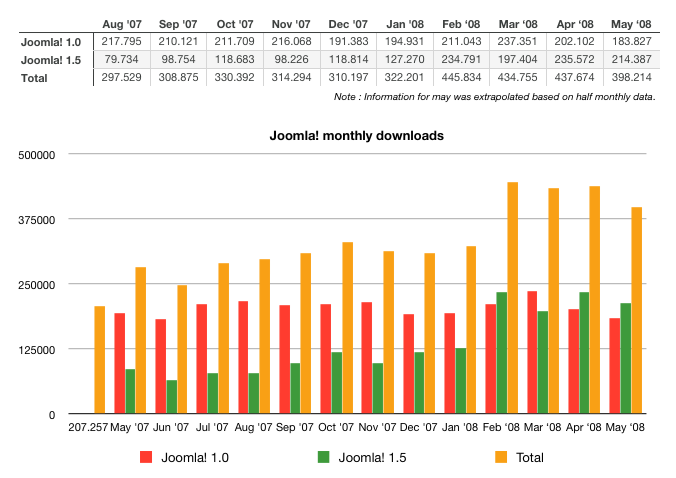 Aug '07 Sep '07 Oct '07 Nov '07 Dec '07 Jan '08 Feb ‘08 Mar ‘08 Apr ‘08 May ‘08
Joomla! 1.0 217.795 210.121 211.709 216.068 191.383 194.931 211.043 237.351 202.102 183.827
Joomla! 1.5 79.734 98.754 118.683 98.226 118.814 127.270 234.791 197.404 235.572 214.387
Total 297.529 308.875 330.392 314.294 310.197 322.201 445.834 434.755 437.674 398.214
Note : Information for may was extrapolated based on half monthly data.
Joomla! monthly downloads
500000
375000
250000
125000
0
207.257 May '07 Jun '07 Jul '07 Aug '07 Sep '07 Oct '07 Nov '07 Dec '07 Jan '08 Feb ‘08 Mar ‘08 Apr ‘08 May ‘08
Joomla! 1.0 Joomla! 1.5 Total